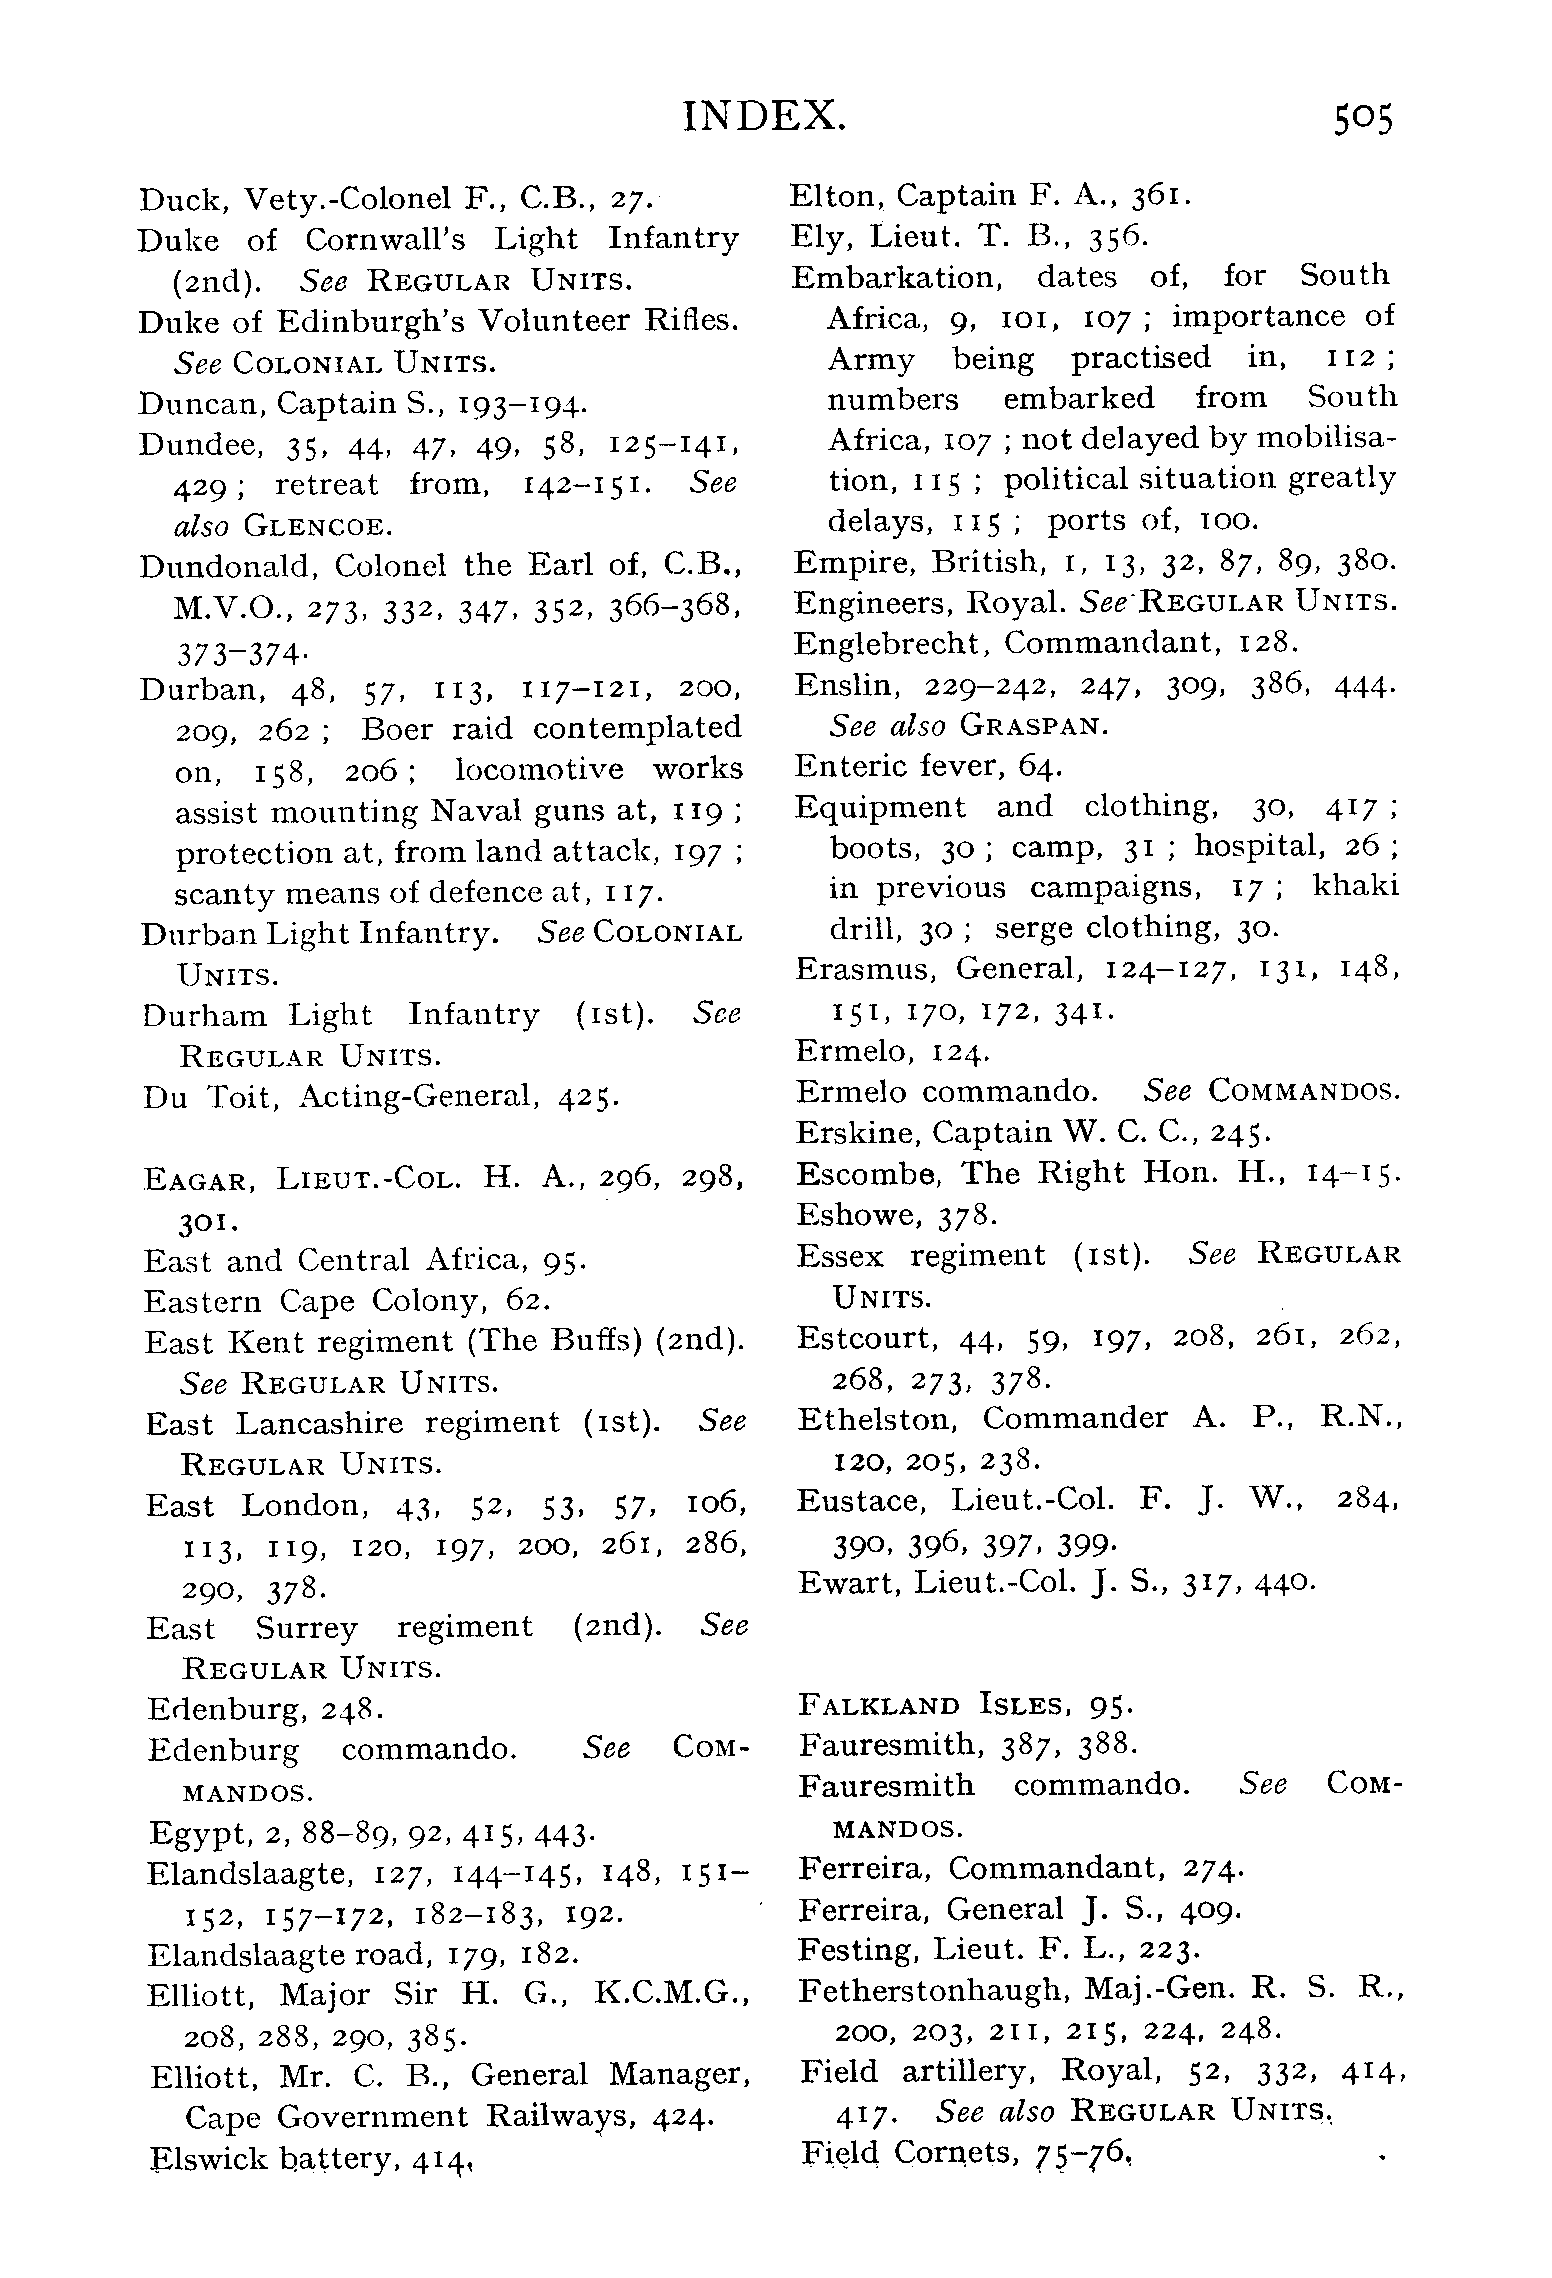 INDEX. 505
Duck, Vety.-Colonel F., C.B., 27.
Duke of Cornwall's Light Infantry
(2nd). See REGULAR UNITS.
Duke of Edinburgh's Volunteer Rifles.
See COLONIAL UNITS.
Duncan, Captain S., 193–194.
Dundee, 35, 44, 47, 49, 58, 125–141,
429 ; retreat from, 142–151. See
also GLENCOE.
Dundonald, Colonel the Earl of, C.B.,
M.V.O., 273, 332, 347, 352, 366–368,
373–374.
Durban, 48, 57, 113, 117–121, 200,
209, 262 ; Boer raid contemplated
on, 158, 206 ; locomotive works
assist mounting Naval guns at, 119 ;
protection at, from land attack, 197 ;
scanty means of defence at, 117.
Durban Light Infantry. See COLONIAL
UNITS.
Durham Light Infantry (1st). See
REGULAR UNITS.
Du Toit, Acting-General, 425.
EAGAR, LIEUT.-COL. H. A., 296, 298,
301.
East and Central Africa, 95.
Eastern Cape Colony, 62.
East Kent regiment (The Buffs) (2nd).
See REGULAR UNITS.
East Lancashire regiment (1st). See
REGULAR UNITS.
East London, 43, 52, 53, 57, 106,
113, 119, 120, 197, 200, 261, 286,
290, 378.
East Surrey regiment (2nd). See
REGULAR UNITS.
Edenburg, 248.
Edenburg commando. See COM-
MANDOS.
Egypt, 2, 88–89, 92, 415, 443.
Elandslaagte, 127, 144–145, 148, 151–
152, 157–172, 182–183, 192.
Elandslaagte road, 179, 182.
Elliott, Major Sir H. G., K.C.M.G.,
208, 288, 290, 385.
Elliott, Mr. C. B., General Manager,
Cape Government Railways, 424.
Elswick battery, 414,
Elton, Captain F. A., 361.
Ely, Lieut. T. B., 356.
Embarkation, dates of, for South
Africa, 9, 101, 107 ; importance of
Army being practised in, 112 ;
numbers embarked from South
Africa, 107 ; not delayed by mobilisa-
tion, 115 ; political situation greatly
delays, 115 ; ports of, 100.
Empire, British, 1, 13, 32, 87, 89, 380.
Engineers, Royal. See REGULAR UNITS.
Englebrecht, Commandant, 128.
Enslin, 229–242, 247, 309, 386, 444.
See also GRASPAN.
Enteric fever, 64.
Equipment and clothing, 30, 417 ;
boots, 30 ; camp, 31 ; hospital, 26 ;
in previous campaigns, 17 ; khaki
drill, 30 ; serge clothing, 30.
Erasmus, General, 124–127, 131, 148,
151, 170, 172, 341.
Ermelo, 124.
Ermelo commando. See COMMANDOS.
Erskine, Captain W. C. C., 245.
Escombe, The Right Hon. H., 14–15.
Eshowe, 378.
Essex regiment (1st). See REGULAR
UNITS.
Estcourt, 44, 59, 197, 208, 261, 262,
268, 273, 378.
Ethelston, Commander A. P., R.N.,
120, 205, 238.
Eustace, Lieut.-Col. F. J. W., 284,
390, 396, 397, 399.
Ewart, Lieut.-Col. J. S., 317, 440.
FALKLAND ISLES, 95.
Fauresmith, 387, 388.
Fauresmith commando. See COM-
MANDOS.
Ferreira, Commandant, 274.
Ferreira, General J. S., 409.
Festing, Lieut. F. L., 223.
Fetherstonhaugh, Maj.-Gen. R. S. R.,
200, 203, 211, 215, 224, 248.
Field artillery, Royal, 52, 332, 414,
417. See also REGULAR UNITS.
Field Cornets, 75–76.